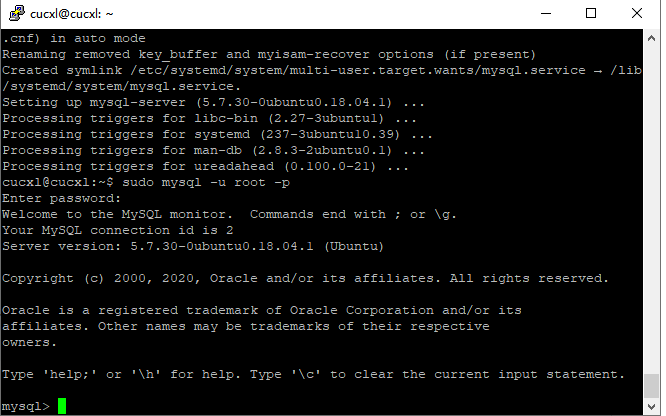 cucxl@cucxl: ~
.cnf) in auto mode
Renaming removed key_buffer and myisam-recover options (if present)
Created symlink /etc/systemd/system/multi-user.target.wants/mysql.service → /lib
/systemd/system/mysql.service.
Setting up mysql-server (5.7.30-0ubuntu0.18.04.1) ...
Processing triggers for libc-bin (2.27-3ubuntu1) ...
Processing triggers for systemd (237-3ubuntu10.39) ...
Processing triggers for man-db (2.8.3-2ubuntu0.1) ...
Processing triggers for ureadahead (0.100.0-21) ...
cucxl@cucxl:~$ sudo mysql -u root -p
Enter password:
Welcome to the MySQL monitor.  Commands end with ; or \g.
Your MySQL connection id is 2
Server version: 5.7.30-0ubuntu0.18.04.1 (Ubuntu)
Copyright (c) 2000, 2020, Oracle and/or its affiliates. All rights reserved.
Oracle is a registered trademark of Oracle Corporation and/or its
affiliates. Other names may be trademarks of their respective
owners.
Type 'help;' or '\h' for help. Type '\c' to clear the current input statement.
mysql>